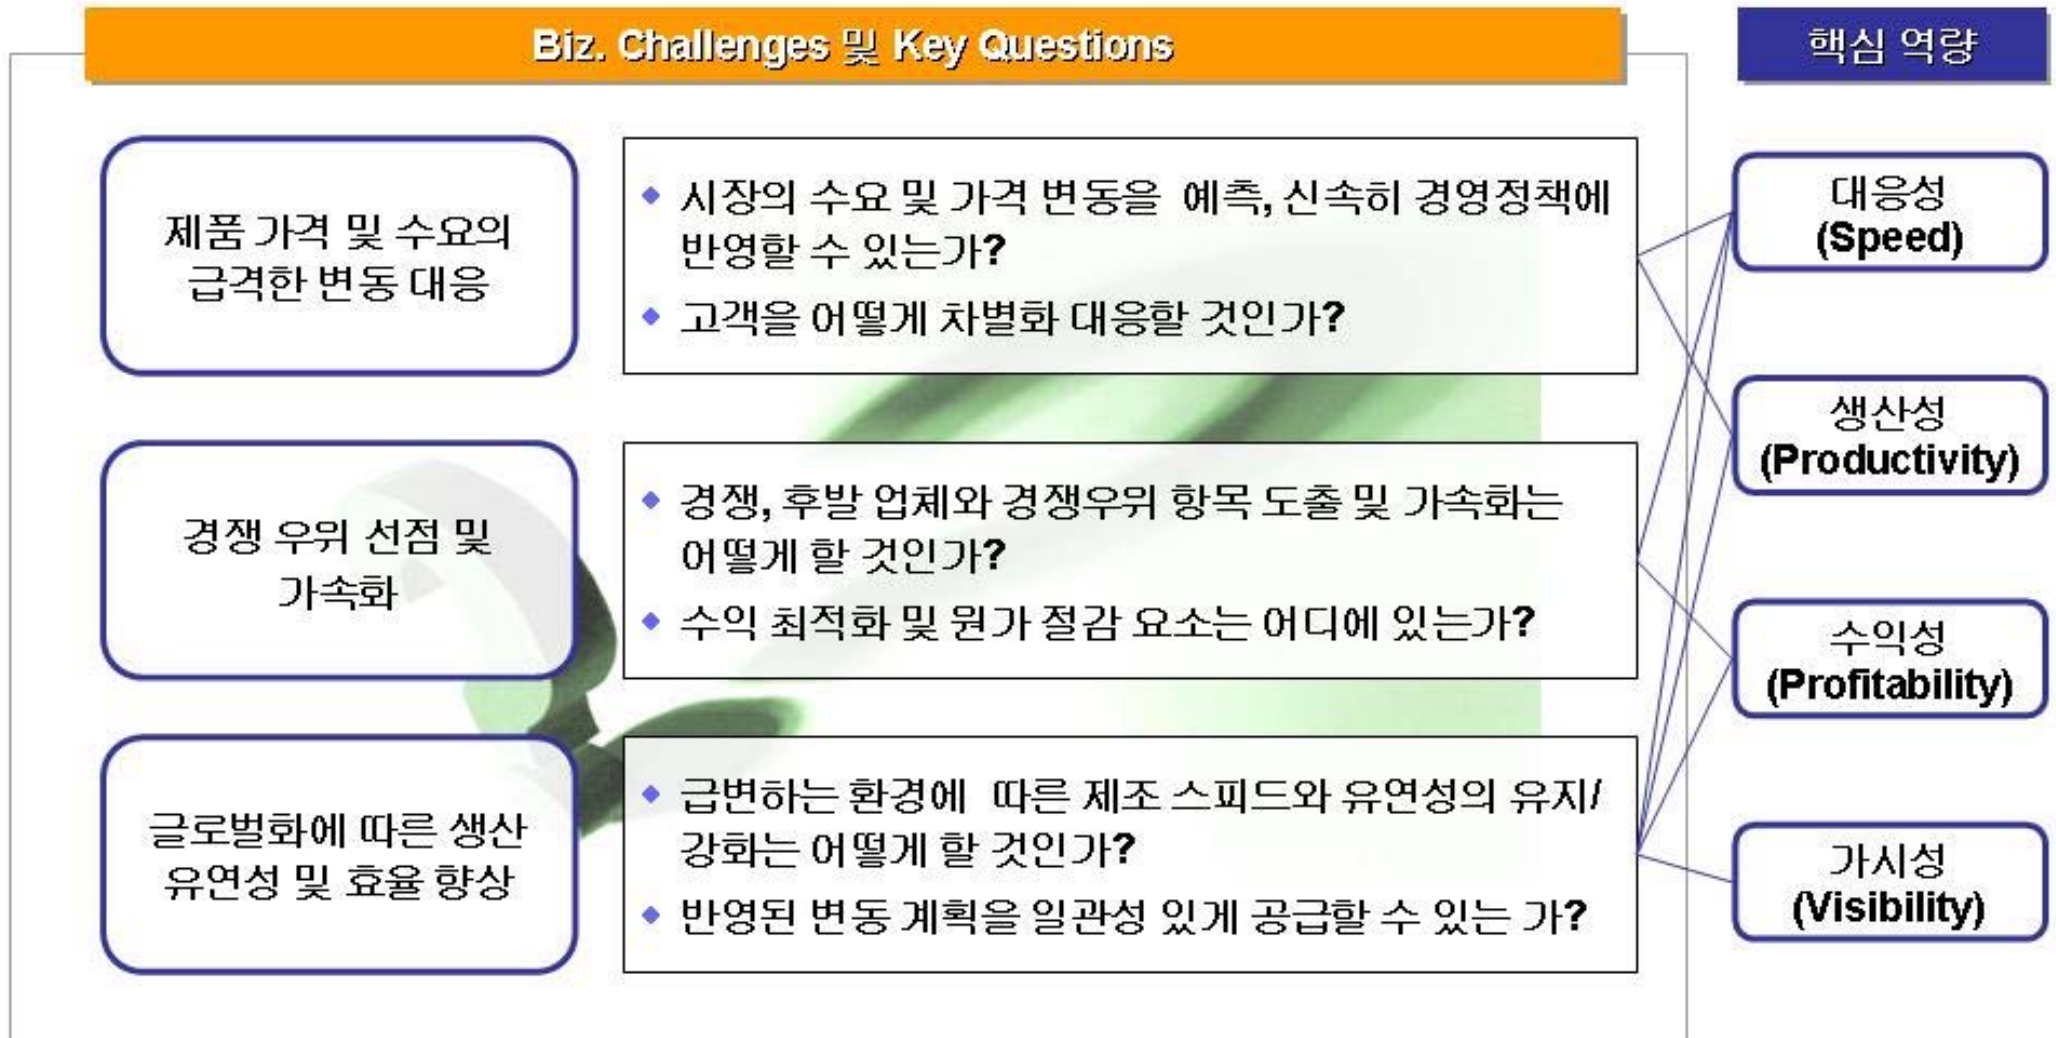 Biz. Challenges 및 Key Questions
핵심 역량
제품 가격 및 수요의
급격한 변동 대응
시장의 수요 및 가격 변동을 예측, 신속히 경영정책에
반영할 수 있는가?
고객을 어떻게 차별화 대응할 것인가?
경쟁 우위 선점 및
가속화
경쟁, 후발 업체와 경쟁우위 항목 도출 및 가속화는
어떻게 할 것인가?
수익 최적화 및 원가 절감 요소는 어디에 있는가?
글로벌화에 따른 생산
유연성 및 효율 향상
급변하는 환경에 따른 제조 스피드와 유연성의 유지/
강화는 어떻게 할 것인가?
반영된 변동 계획을 일관성 있게 공급할 수 있는 가?
대응성
(Speed)
생산성
(Productivity)
수익성
(Profitability)
가시성
(Visibility)